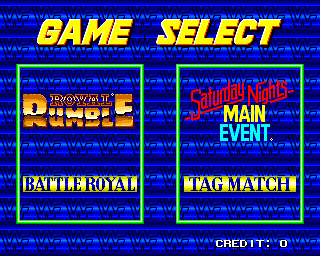 GAME SELECT
ROYAL
RUMBLE
Saturday Night's
MAIN
EVENT
BATTLE ROYAL
TAG MATCH
CREDIT: 0